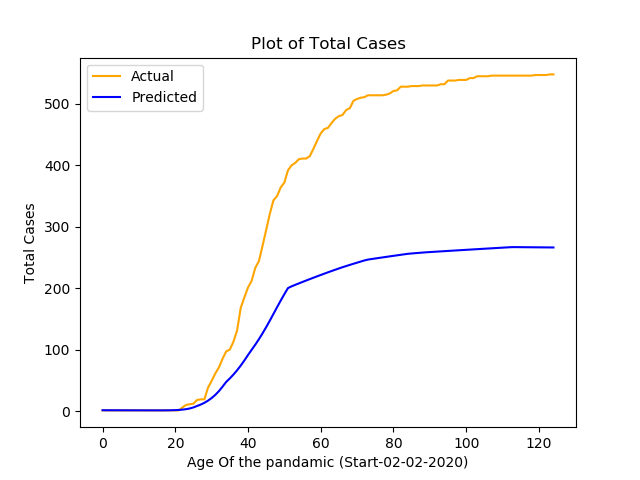 Plot of Total Cases
Actual
Predicted
500
400
300
200
100
0
Total Cases
0 20 40 60 80 100 120
Age Of the pandamic (Start-02-02-2020)